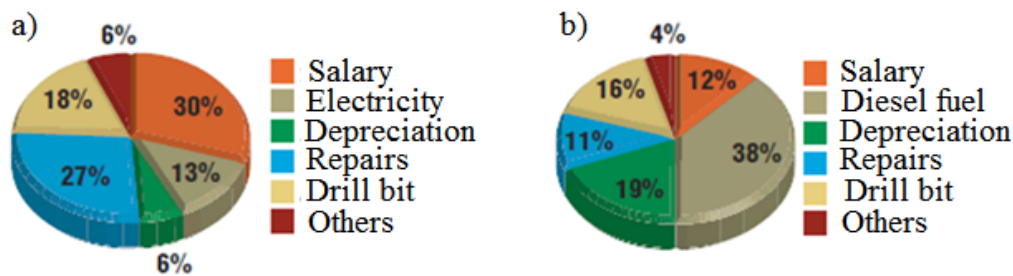 a)
6%
30%
13%
6%
27%
18%
Salary
Electricity
Depreciation
Repairs
Drill bit
Others
b)
4%
12%
38%
19%
11%
16%
Salary
Diesel fuel
Depreciation
Repairs
Drill bit
Others